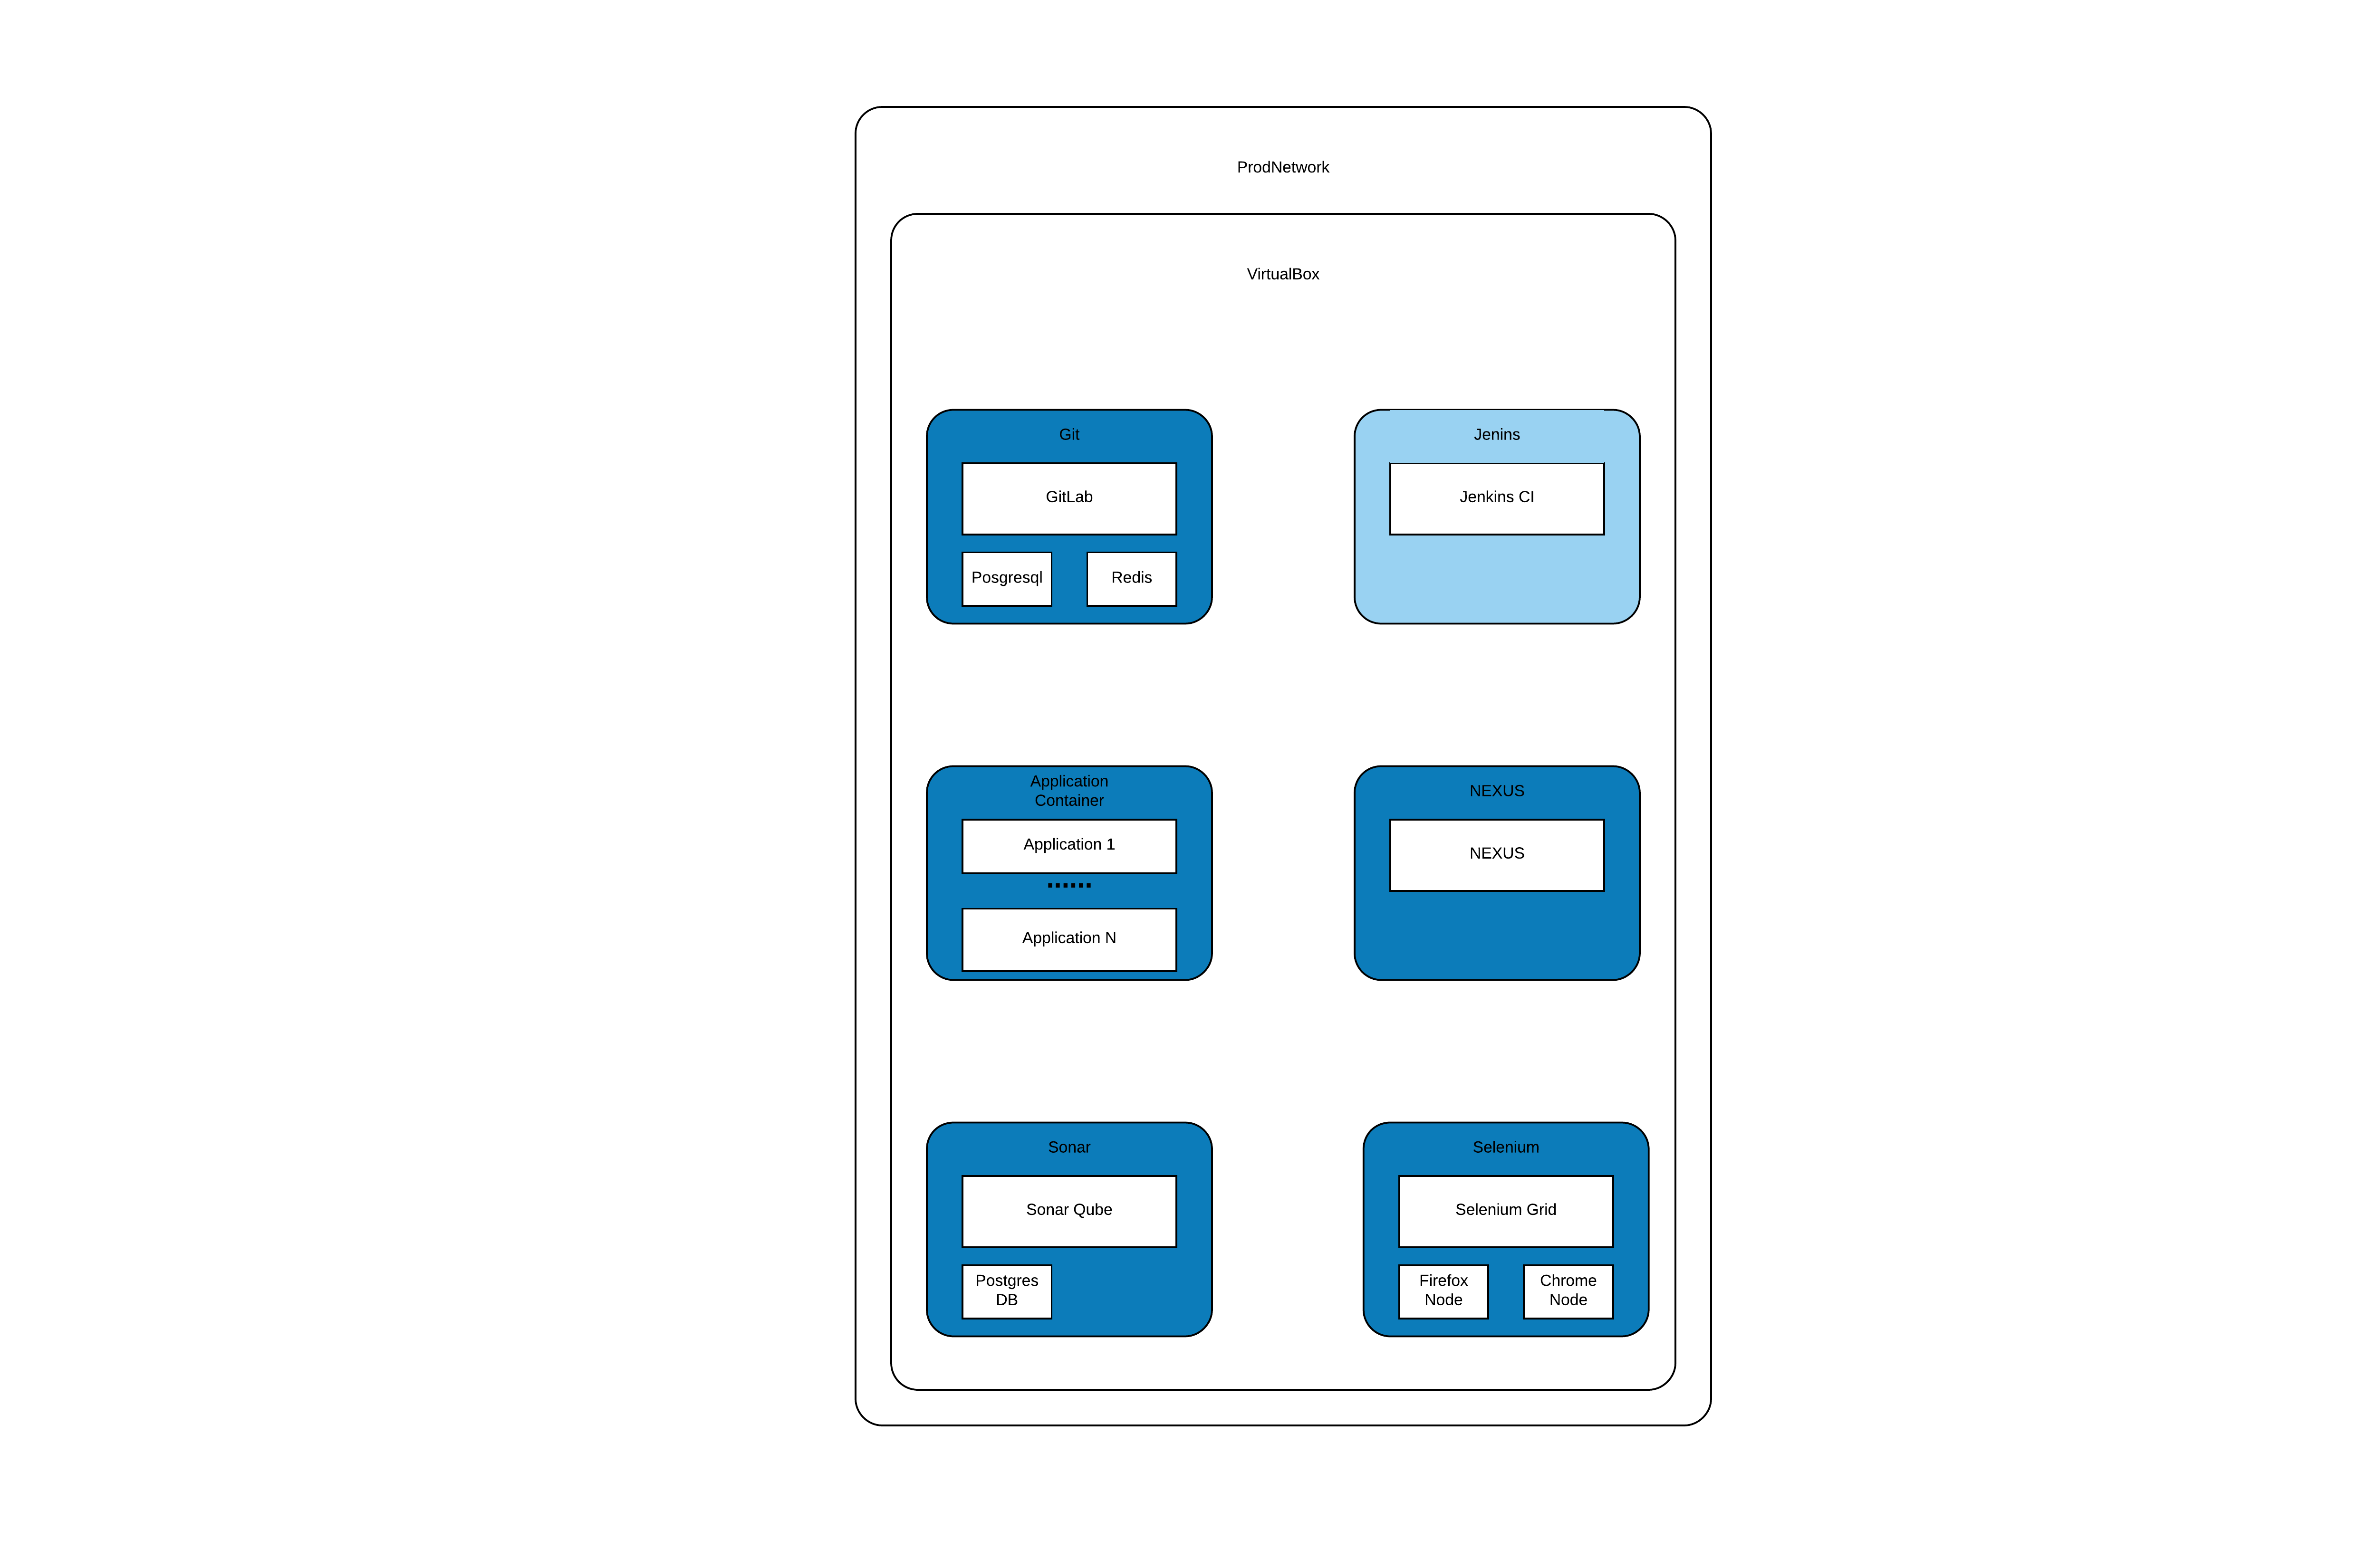 ProdNetwork
VirtualBox
Git
GitLab
Posgresql
Redis
Jenins
Jenkins CI
Application
Container
Application 1
......
Application N
NEXUS
NEXUS
Sonar
Sonar Qube
Postgres
DB
Selenium
Selenium Grid
Firefox
Node
Chrome
Node